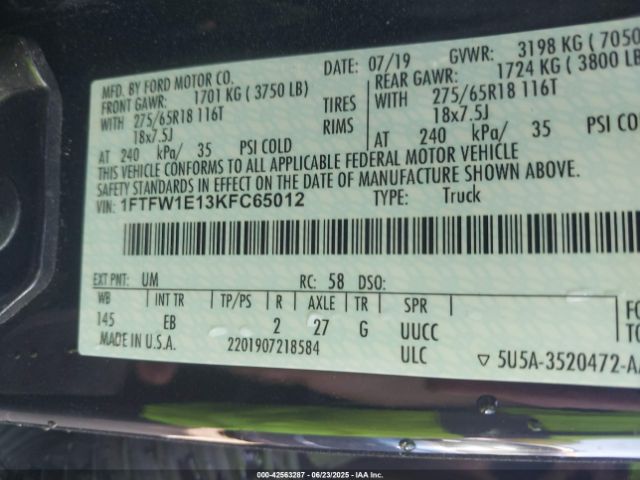 MFD. BY FORD MOTOR CO.
DATE: 07/19 GVWR: 3198 KG ( 7050
FRONT GAWR: 1701 KG ( 3750 LB) REAR GAWR: 1724 KG ( 3800 LB
WITH 275/65R18 116T TIRES WITH 275/65R18 116T
18x7.5J RIMS 18x7.5J
AT 240 kPa/ 35 PSI COLD AT 240 kPa/ 35 PSI CO
THIS VEHICLE CONFORMS TO ALL APPLICABLE FEDERAL MOTOR VEHICLE
SAFETY STANDARDS IN EFFECT ON THE DATE OF MANUFACTURE SHOWN ABOVE.
VIN: 1FTFW1E13KFC65012 TYPE: Truck
EXT PNT: UM RC: 58 DSO:
WB INT TR TP/PS R AXLE TR SPR
145 EB 2 27 G UUCC
MADE IN U.S.A. 2201907218584 ULC ▽ 5U5A-3520472-A
FO
TO
000-42563287 - 06/23/2025 - IAA Inc.